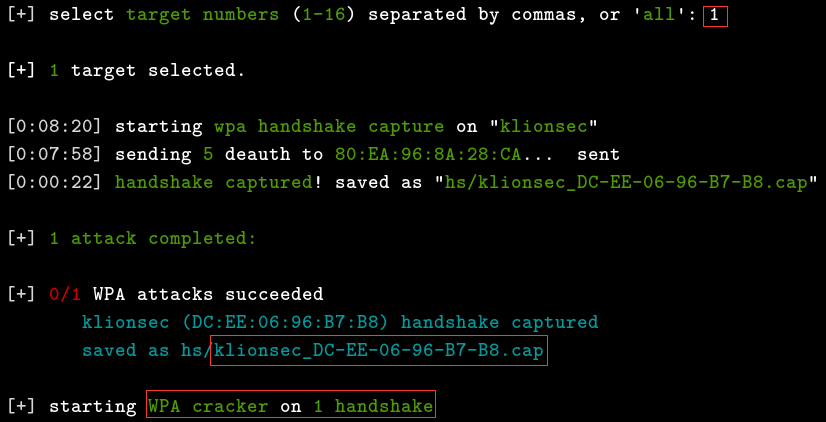 [+] select target numbers (1-16) separated by commas, or 'all': 1
[+] 1 target selected.
[0:08:20] starting wpa handshake capture on "klionsec"
[0:07:58] sending 5 deauth to 80:EA:96:8A:28:CA... sent
[0:00:22] handshake captured! saved as "hs/klionsec_DC-EE-06-96-B7-B8.cap"
[+] 1 attack completed:
[+] 0/1 WPA attacks succeeded
klionsec (DC:EE:06:96:B7:B8) handshake captured
saved as hs/klionsec_DC-EE-06-96-B7-B8.cap
[+] starting WPA cracker on 1 handshake